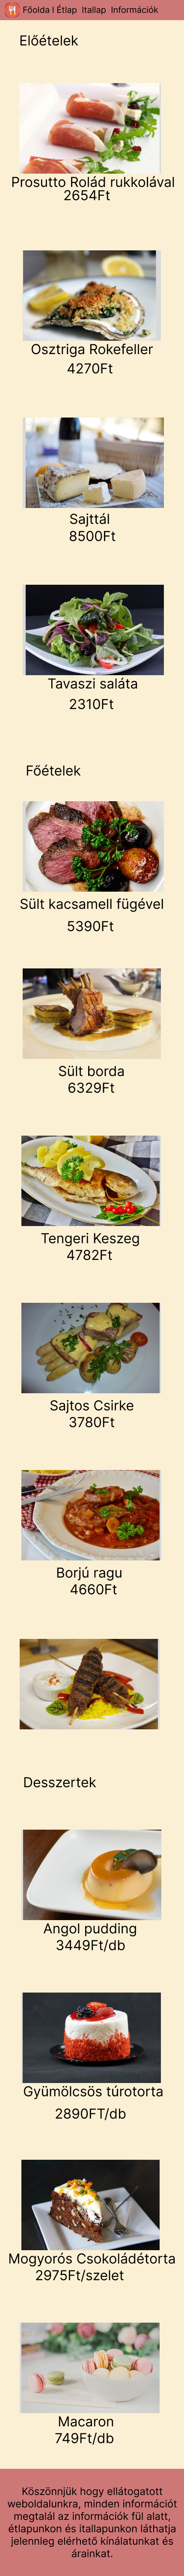 Főolda l Étlap Itallap Információk
Előételek
Prosutto Rolád rukkolával
2654Ft
Osztriga Rokefeller
4270Ft
Sajttál
8500Ft
Tavaszi saláta
2310Ft
Főételek
Sült kacsamell fügével
5390Ft
Sült borda
6329Ft
Tengeri Keszeg
4782Ft
Sajtos Csirke
3780Ft
Borjú ragu
4660Ft
Desszertek
Angol pudding
3449Ft/db
Gyümölcsös túrotorta
2890FT/db
Mogyorós Csokoládétorta
2975Ft/szelet
Macaron
749Ft/db
Köszönnjük hogy ellátogatott
weboldalunkra, minden információt
megtalál az információk fül alatt,
étlapunkon és itallapunkon láthatja
jelennleg elérhető kínálatunkat és
árainkat.